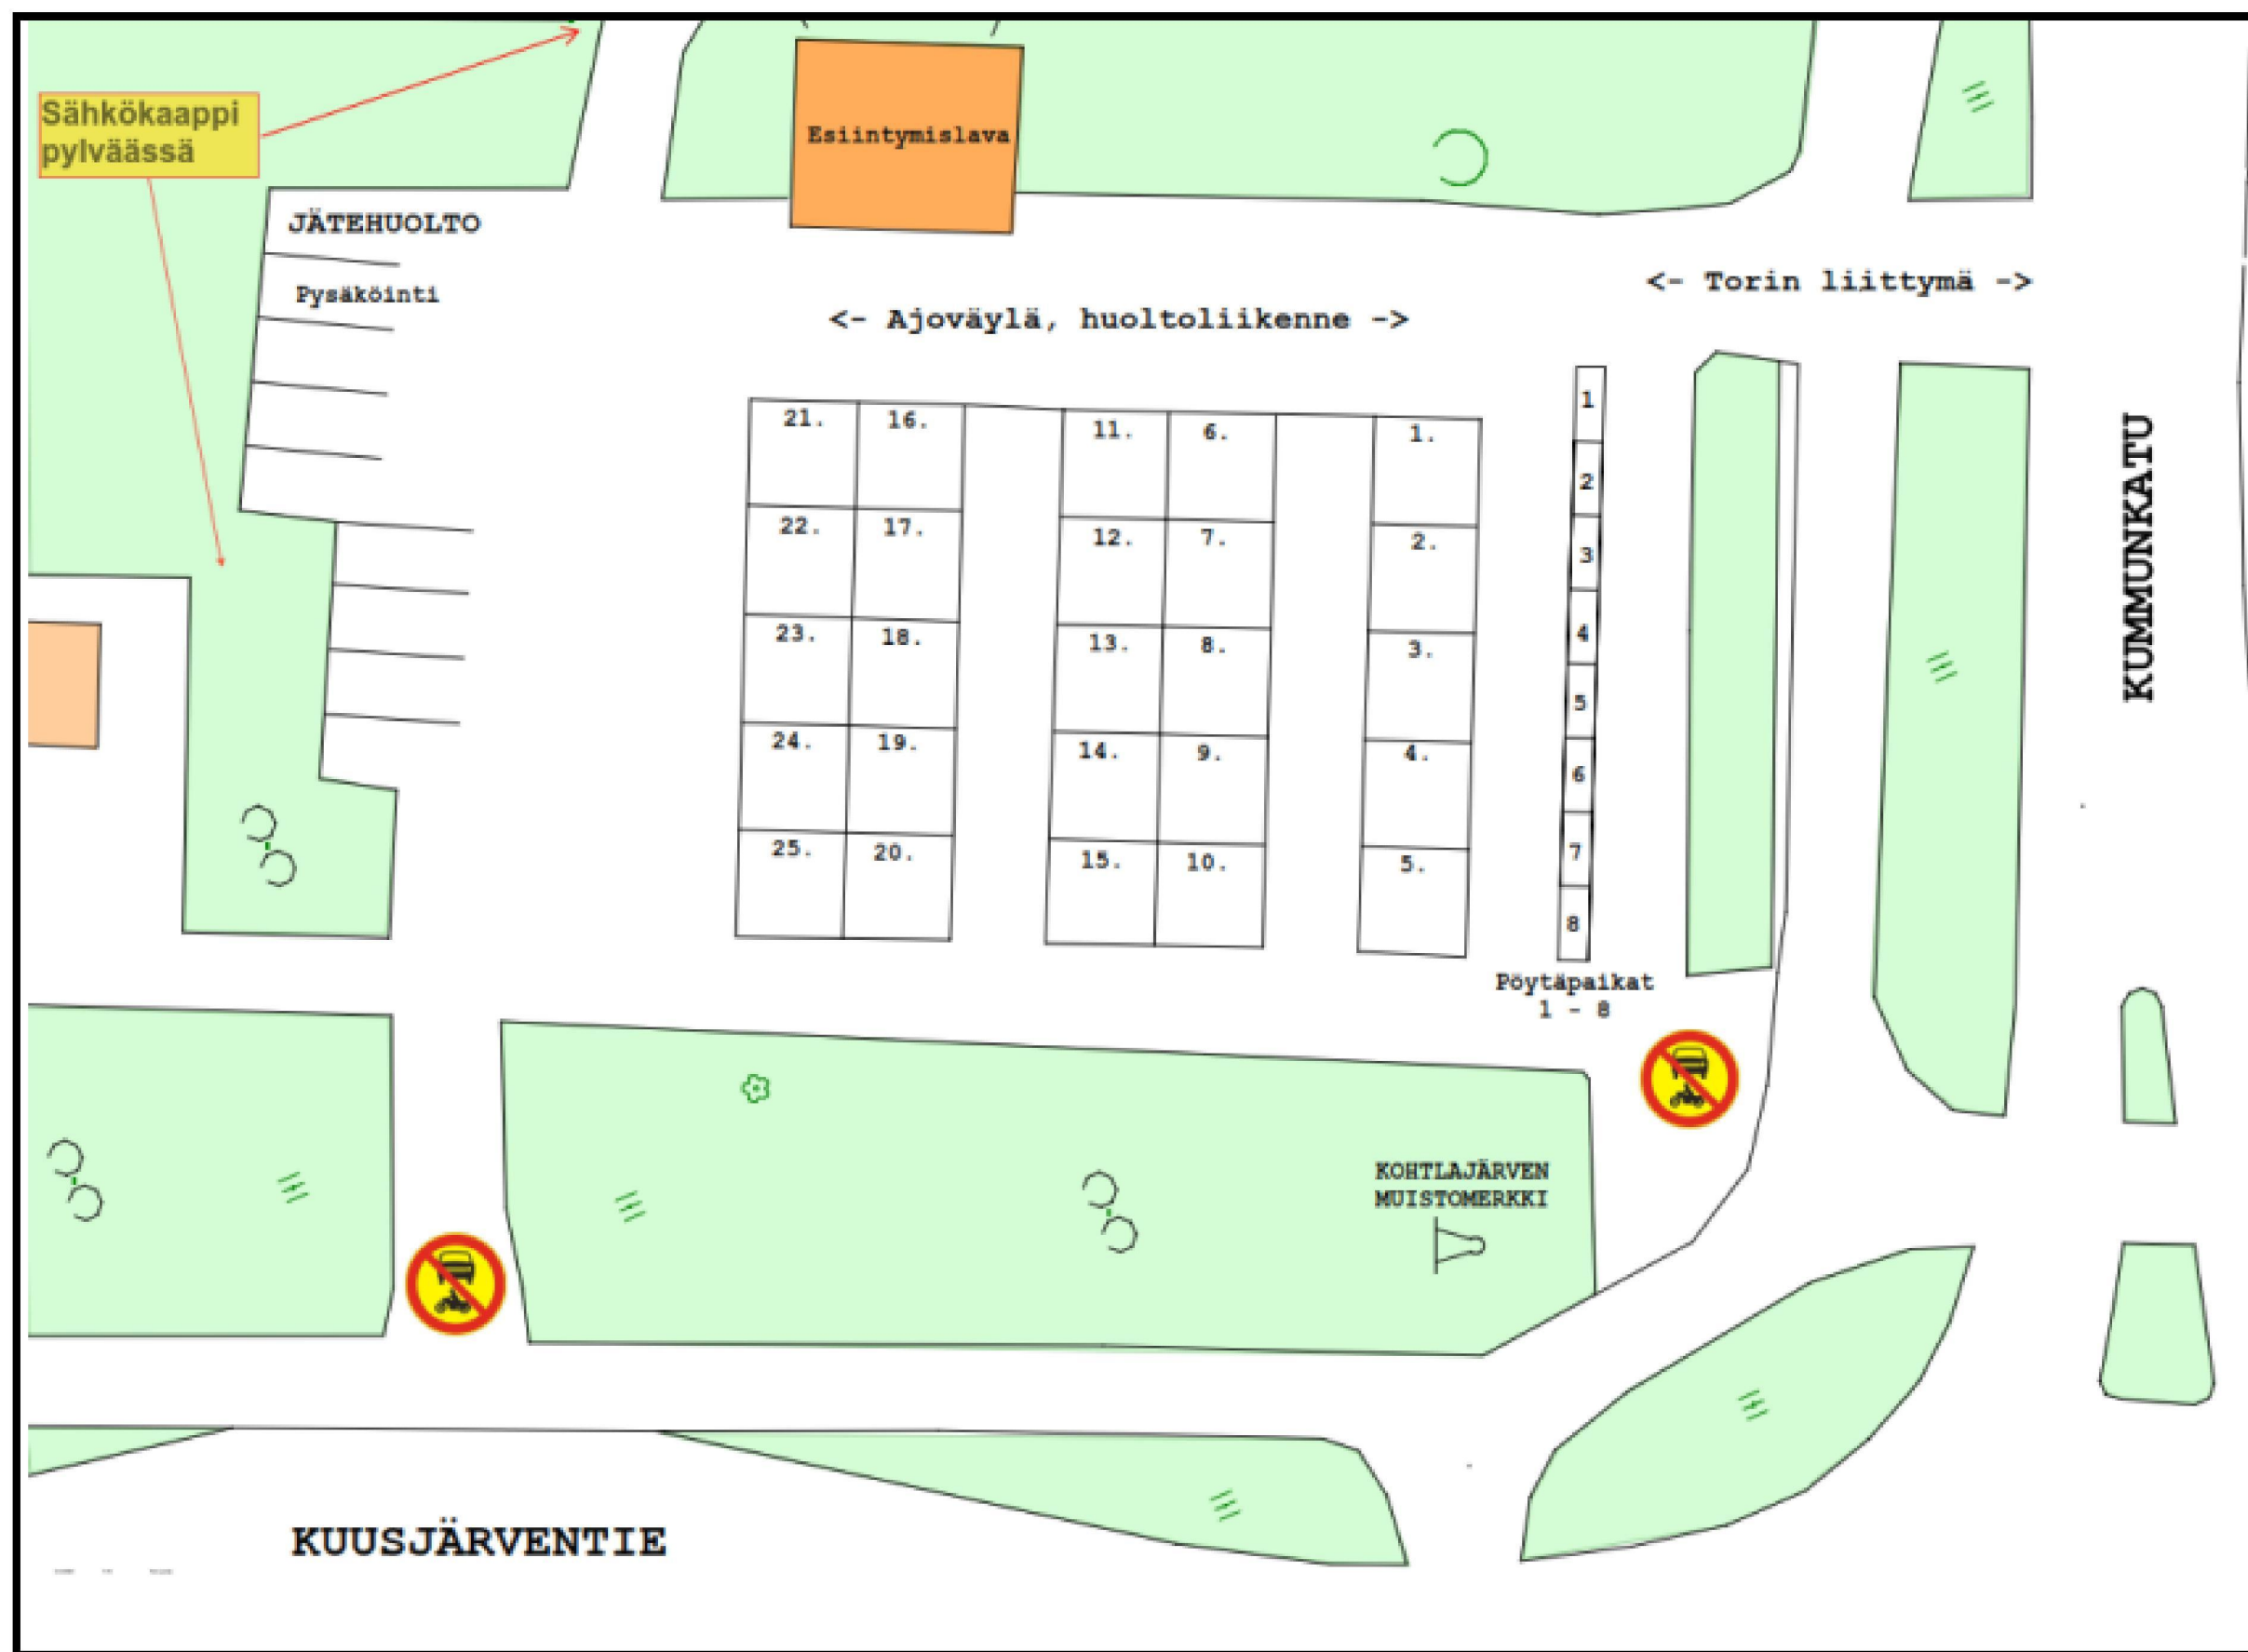 Sähkökaappi
pylväässä
Esiintymislava
JÄTEHUOLTO
Pysäköinti
<- Torin liittymä ->
<- Ajoväylä, huoltoliikenne ->
21. 16. 11. 6. 1.
22. 17. 12. 7. 2.
23. 18. 13. 8. 3.
24. 19. 14. 9. 4.
25. 20. 15. 10. 5.
1
2
3
4
5
6
7
8
Pöytäpaikat
1 - 8
KUMMUNKATU
KOHTLAJÄRVEN
MUISTOMERKKI
KUUSJÄRVENTIE